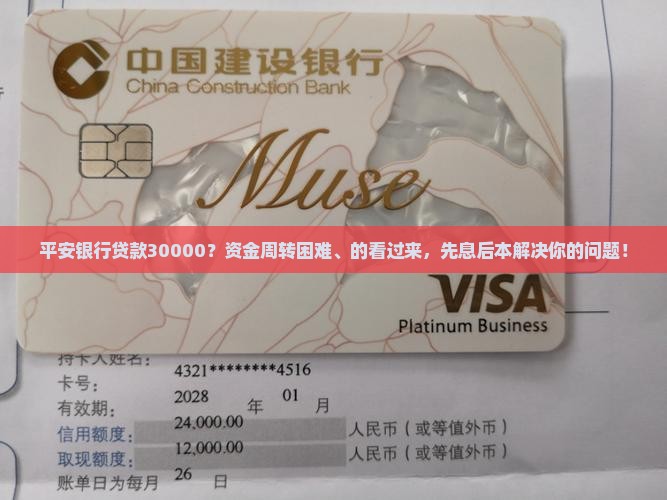 中国建设银行
China Construction Bank
Muse
平安银行贷款30000？资金周转困难、的看过来，先息后本解决你的问题！
VISA
Platinum Business
持卡人姓名：
卡号： 4321********4516
有效期： 2028 年 01 月
信用额度： 24,000.00 人民币（或等值外币）
取现额度： 12,000.00 人民币（或等值外币）
账单日为每月 26 日